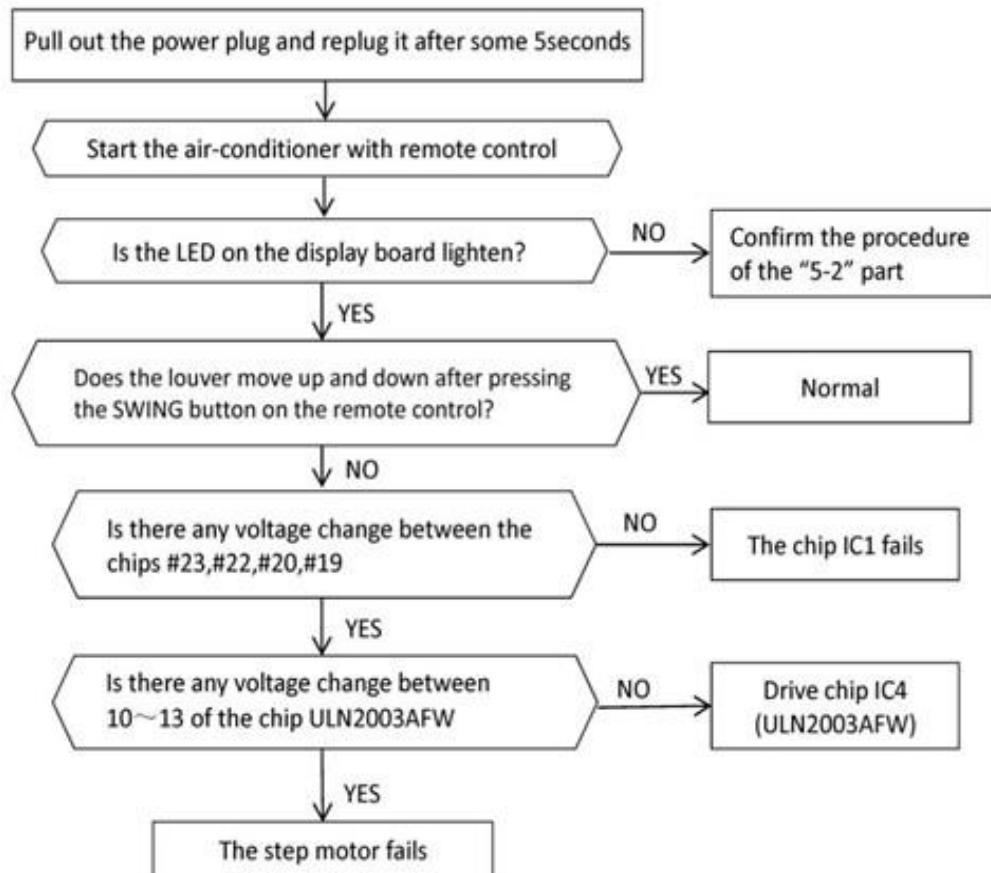 Pull out the power plug and replug it after some 5seconds
Start the air-conditioner with remote control
Is the LED on the display board lighten?
NO
Confirm the procedure
of the “5-2” part
YES
Does the louver move up and down after pressing
the SWING button on the remote control?
YES
Normal
NO
Is there any voltage change between the
chips #23,#22,#20,#19
NO
The chip IC1 fails
YES
Is there any voltage change between
10～13 of the chip ULN2003AFW
NO
Drive chip IC4
(ULN2003AFW)
YES
The step motor fails